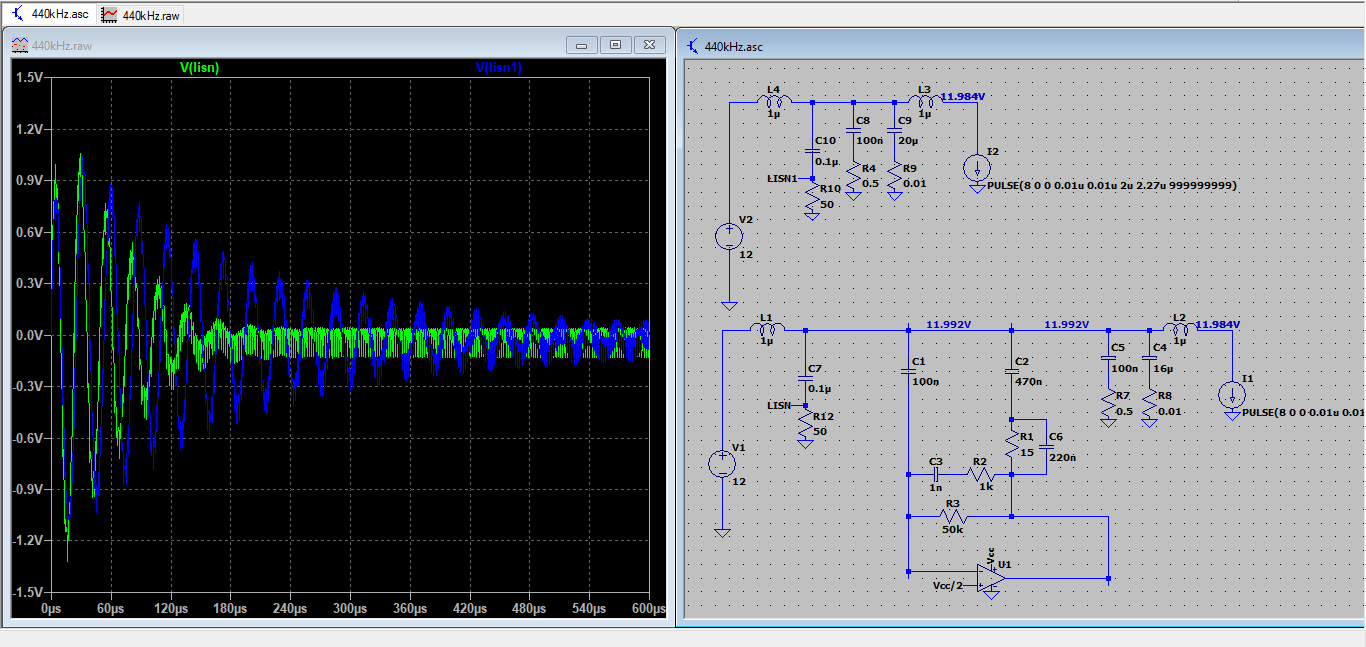 440kHz.asc 440kHz.raw
440kHz.raw
V(lisn) V(lisn1)
1.5V
1.2V
0.9V
0.6V
0.3V
0.0V
-0.3V
-0.6V
-0.9V
-1.2V
-1.5V
0µs 60µs 120µs 180µs 240µs 300µs 360µs 420µs 480µs 540µs 600µs
440kHz.asc
L4 L3 11.984V
1µ 1µ
C8 C9
C10 100n 20µ
0.1µ I2
LISN1 R4 R9
R10 0.5 0.01 PULSE(8 0 0 0.01u 0.01u 2u 2.27u 999999999)
50
V2
12
L1 11.992V 11.992V L2 11.984V
1µ 1µ
C5 C4
C7 C1 C2 100n 16µ
0.1µ 100n 470n I1
LISN R7 R8
R12 0.5 0.01 PULSE(8 0 0 0.01u 0.01
50
R1 C6
V1 15 220n
C3 R2
12 1n 1k
R3
50k
Vcc
U1
Vcc/2